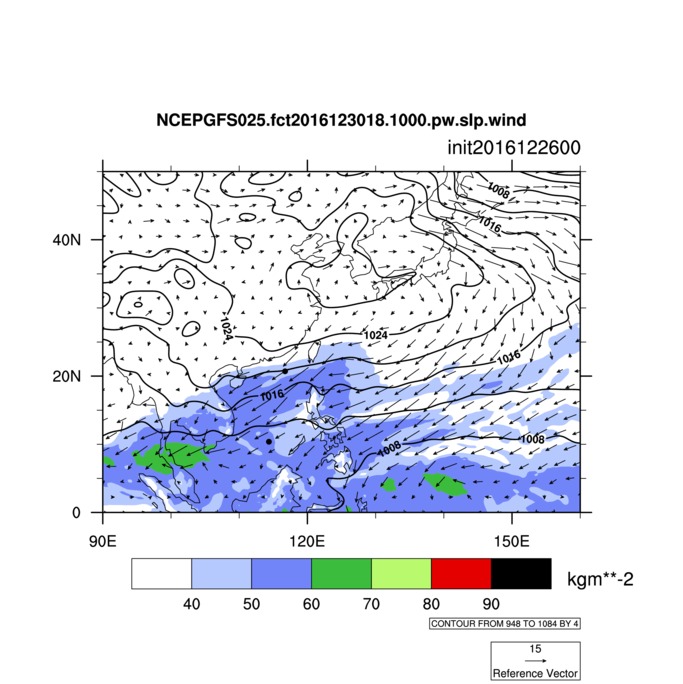 NCEPGFS025.fct2016123018.1000.pw.slp.wind
init2016122600
1008
1016
40N
1024
1024
1016
20N
1016
1008
1008
0
90E 120E 150E
40 50 60 70 80 90
kgm**-2
CONTOUR FROM 948 TO 1084 BY 4
15
Reference Vector